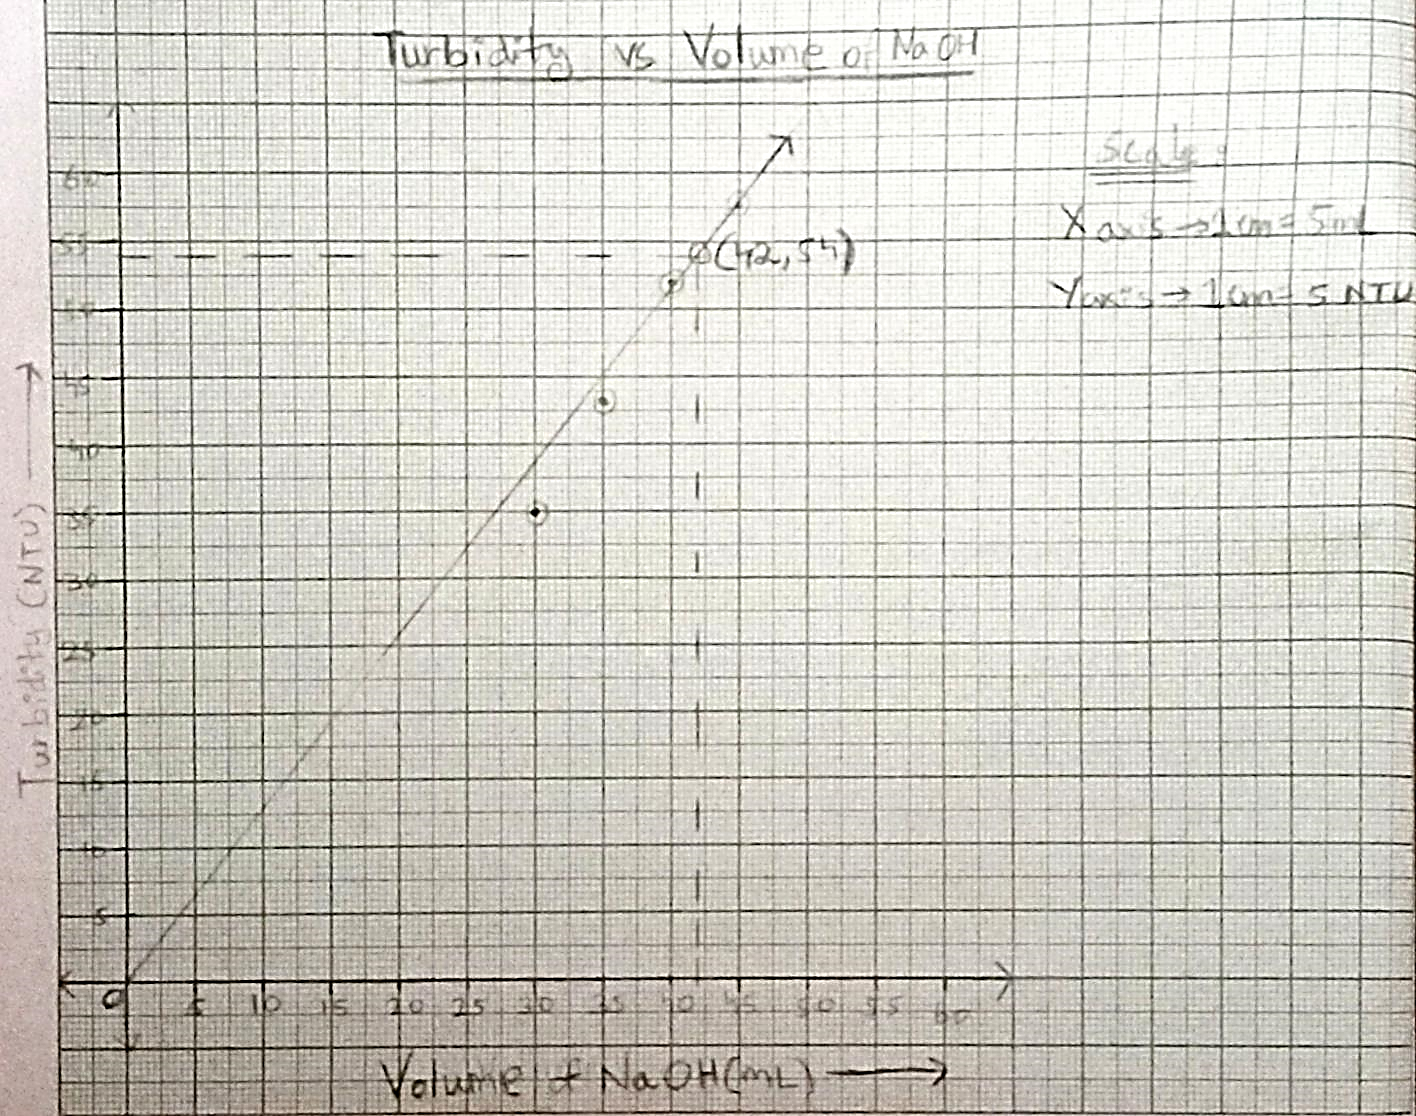 Turbidity vs Volume of NaOH
Scale:
X axis → 1cm = 5ml
Y axis → 1cm = 5 NTU
(42,54)
60
55
50
45
40
35
30
25
20
15
10
5
0 5 10 15 20 25 30 35 40 45 50 55 60
Turbidity (NTU)
Volume of NaOH (mL)